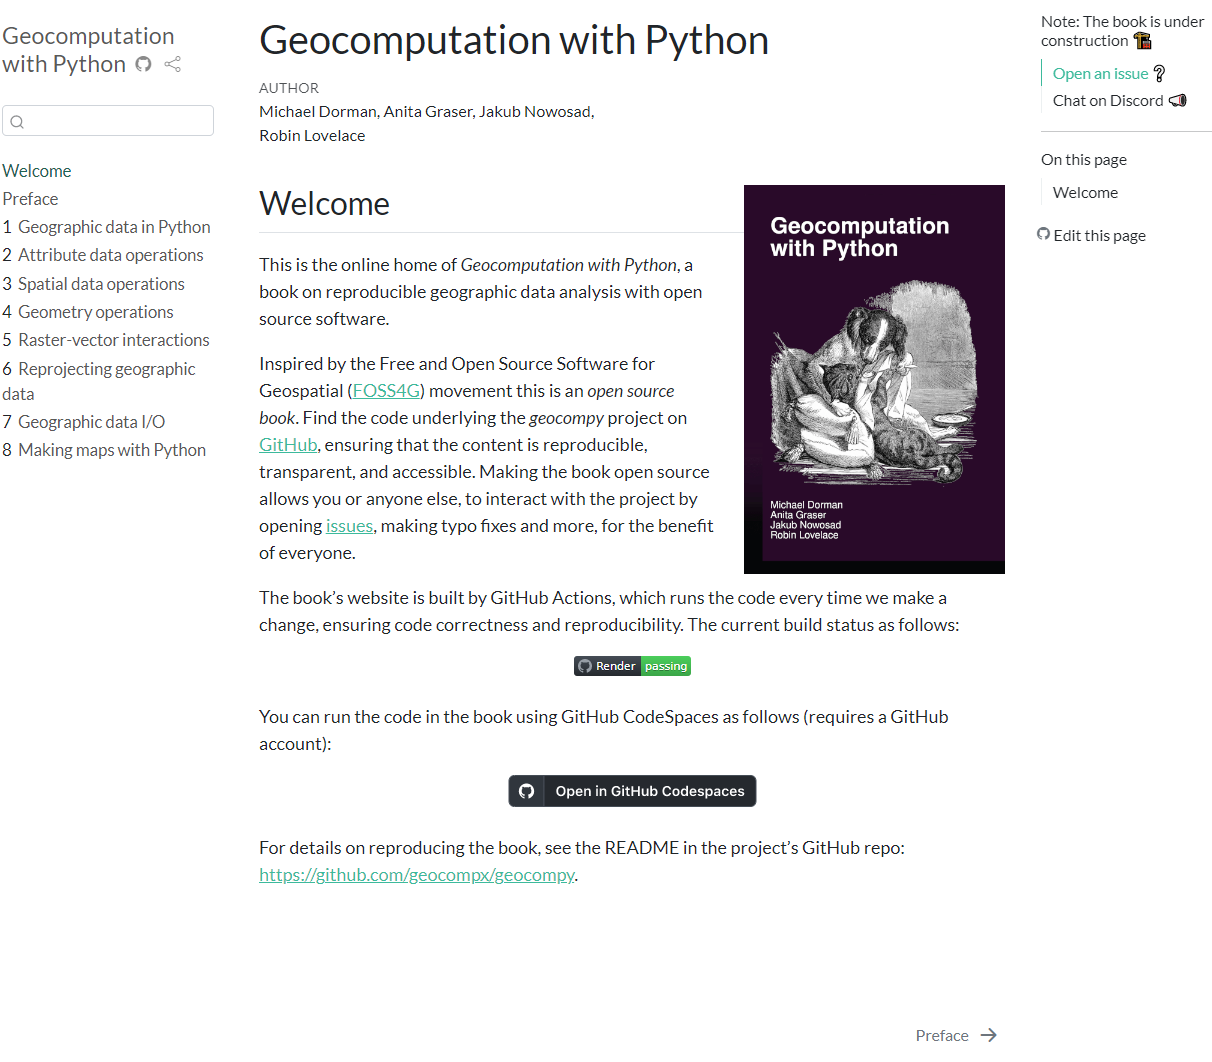 Geocomputation
with Python
Welcome
Preface
1 Geographic data in Python
2 Attribute data operations
3 Spatial data operations
4 Geometry operations
5 Raster-vector interactions
6 Reprojecting geographic
data
7 Geographic data I/O
8 Making maps with Python
Geocomputation with Python
AUTHOR
Michael Dorman, Anita Graser, Jakub Nowosad,
Robin Lovelace
Welcome
This is the online home of Geocomputation with Python, a
book on reproducible geographic data analysis with open
source software.
Inspired by the Free and Open Source Software for
Geospatial (FOSS4G) movement this is an open source
book. Find the code underlying the geocompy project on
GitHub, ensuring that the content is reproducible,
transparent, and accessible. Making the book open source
allows you or anyone else, to interact with the project by
opening issues, making typo fixes and more, for the benefit
of everyone.
Geocomputation
with Python
Michael Dorman
Anita Graser
Jakub Nowosad
Robin Lovelace
The book’s website is built by GitHub Actions, which runs the code every time we make a
change, ensuring code correctness and reproducibility. The current build status as follows:
Render passing
You can run the code in the book using GitHub CodeSpaces as follows (requires a GitHub
account):
Open in GitHub Codespaces
For details on reproducing the book, see the README in the project’s GitHub repo:
https://github.com/geocompx/geocompy.
Preface
Note: The book is under
construction
Open an issue
Chat on Discord
On this page
Welcome
Edit this page